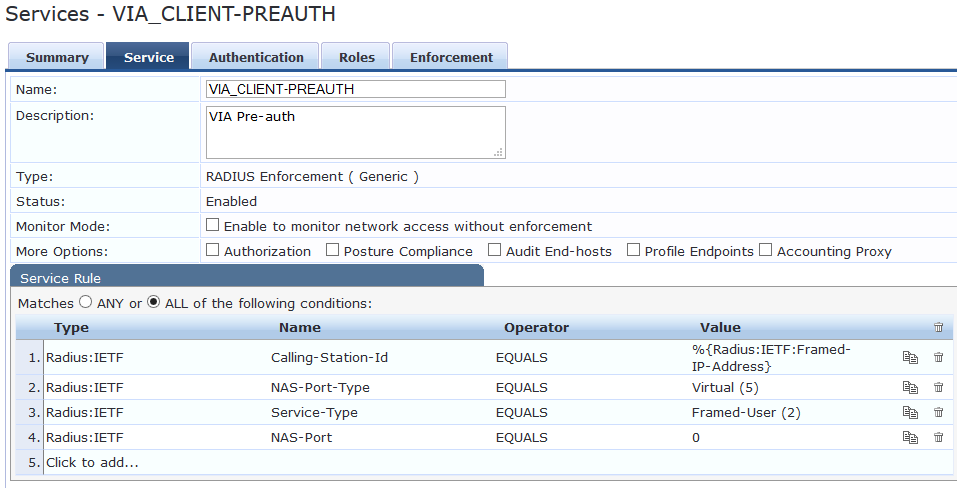 Services - VIA_CLIENT-PREAUTH
Summary Service Authentication Roles Enforcement
Name: VIA_CLIENT-PREAUTH
Description: VIA Pre-auth
Type: RADIUS Enforcement ( Generic )
Status: Enabled
Monitor Mode: Enable to monitor network access without enforcement
More Options: Authorization Posture Compliance Audit End-hosts Profile Endpoints Accounting Proxy
Service Rule
Matches ANY or ALL of the following conditions:
Type Name Operator Value
1. Radius:IETF Calling-Station-Id EQUALS %{Radius:IETF:Framed-
IP-Address}
2. Radius:IETF NAS-Port-Type EQUALS Virtual (5)
3. Radius:IETF Service-Type EQUALS Framed-User (2)
4. Radius:IETF NAS-Port EQUALS 0
5. Click to add...